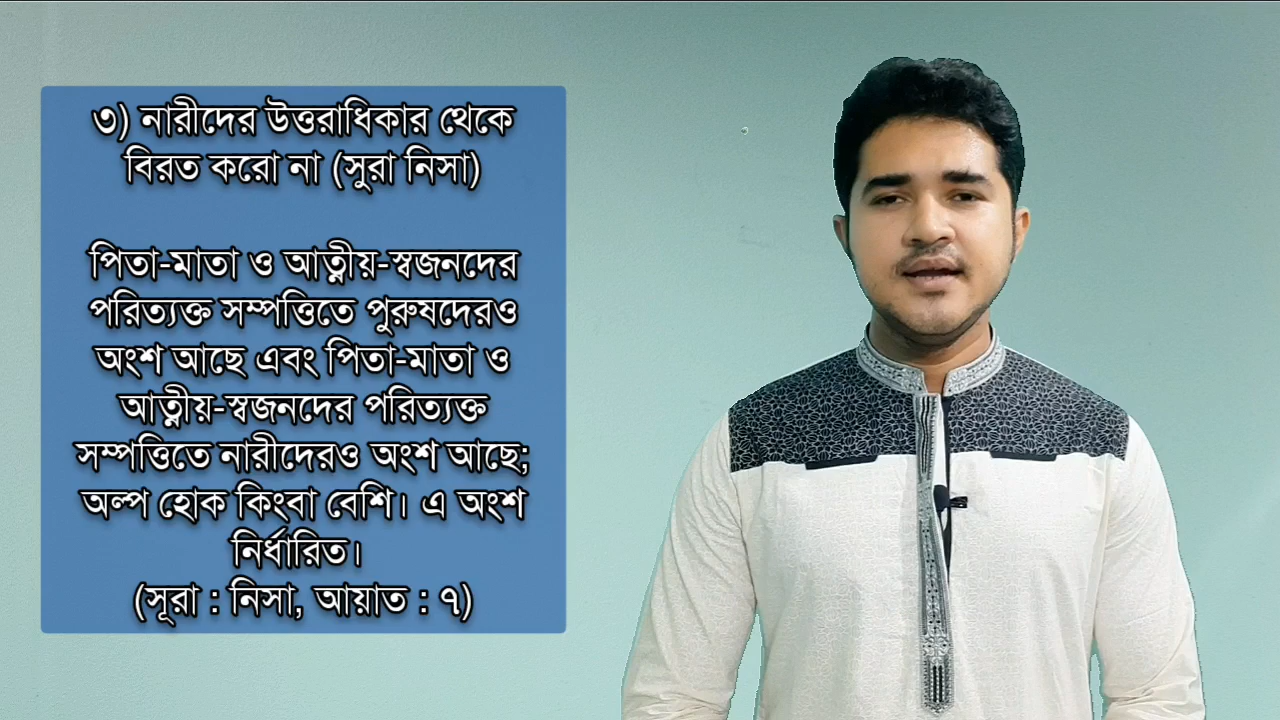 ৩) নারীদের উত্তরাধিকার থেকে
বিরত করো না (সুরা নিসা)
পিতা-মাতা ও আত্নীয়-স্বজনদের
পরিত্যক্ত সম্পত্তিতে পুরুষদেরও
অংশ আছে এবং পিতা-মাতা ও
আত্নীয়-স্বজনদের পরিত্যক্ত
সম্পত্তিতে নারীদেরও অংশ আছে;
অল্প হোক কিংবা বেশি। এ অংশ
নির্ধারিত।
(সূরা : নিসা, আয়াত : ৭)